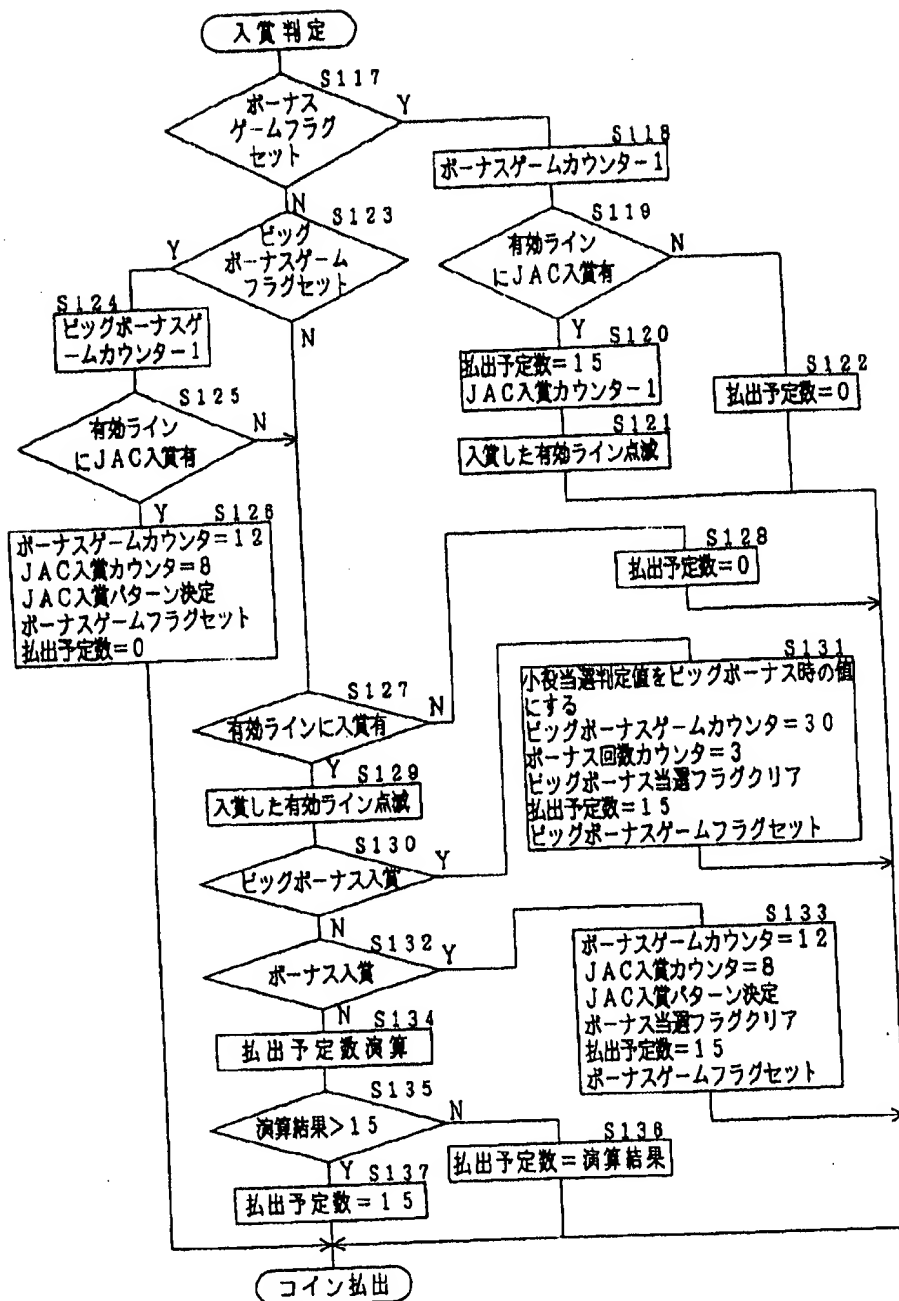 入賞判定
S117
ボーナス
ゲームフラグ
セット
Y
N
S118
ボーナスゲームカウンタ－1
S119
有効ライン
にJAC入賞有
N
Y
S120
払出予定数＝15
JAC入賞カウンタ－1
S121
入賞した有効ライン点滅
S122
払出予定数＝0
S123
ビッグ
ボーナスゲーム
フラグセット
Y
N
S124
ビッグボーナスゲ
ームカウンタ－1
S125
有効ライン
にJAC入賞有
N
Y
S126
ボーナスゲームカウンタ＝12
JAC入賞カウンタ＝8
JAC入賞パターン決定
ボーナスゲームフラグセット
払出予定数＝0
S127
有効ラインに入賞有
N
Y
S128
払出予定数＝0
S129
入賞した有効ライン点滅
S130
ビッグボーナス入賞
Y
N
S131
小役当選判定値をビッグボーナス時の値
にする
ビッグボーナスゲームカウンタ＝30
ボーナス回数カウンタ＝3
ビッグボーナス当選フラグクリア
払出予定数＝15
ビッグボーナスゲームフラグセット
S132
ボーナス入賞
Y
N
S133
ボーナスゲームカウンタ＝12
JAC入賞カウンタ＝8
JAC入賞パターン決定
ボーナス当選フラグクリア
払出予定数＝15
ボーナスゲームフラグセット
S134
払出予定数演算
S135
演算結果＞15
N
Y
S136
払出予定数＝演算結果
S137
払出予定数＝15
コイン払出